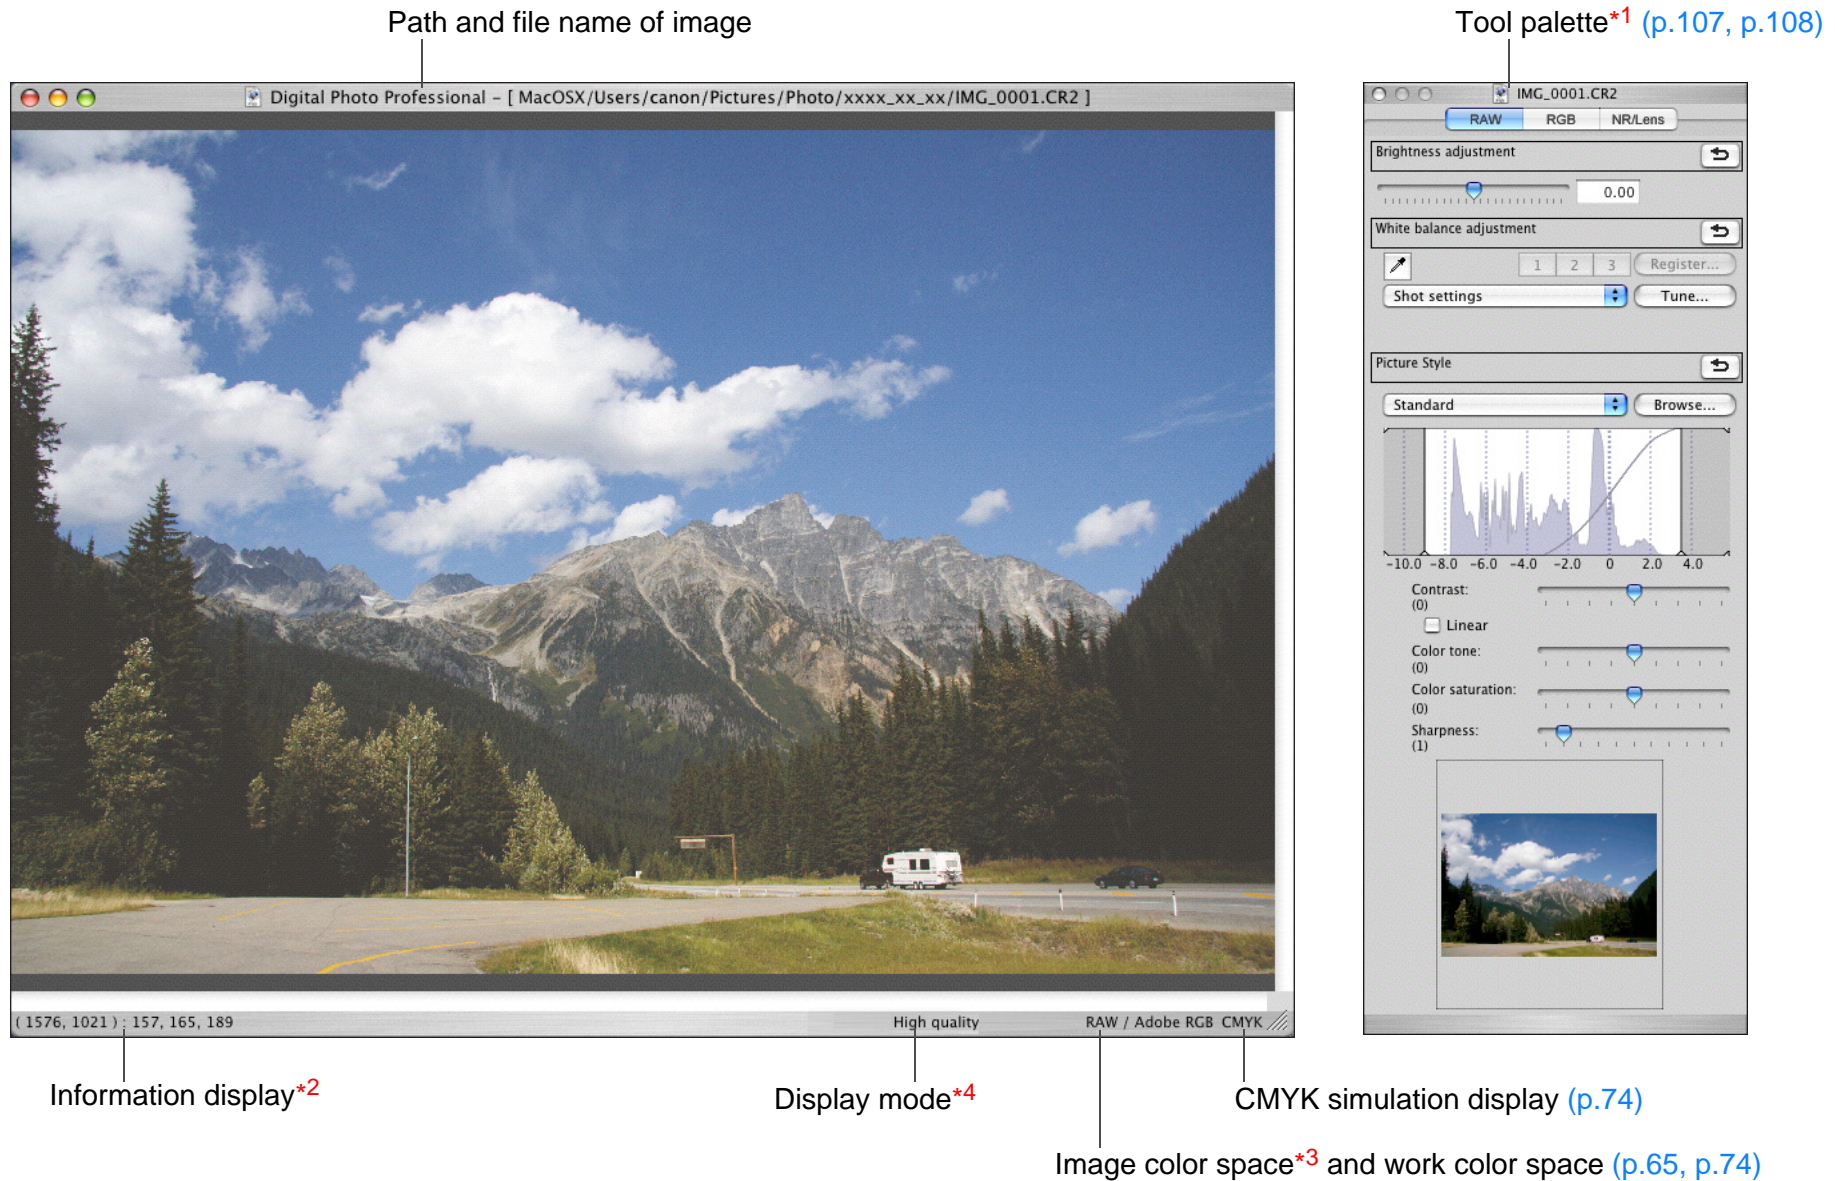 Path and file name of image
Tool palette*1 (p.107, p.108)
Digital Photo Professional – [ MacOSX/Users/canon/Pictures/Photo/xxxx_xx_xx/IMG_0001.CR2 ]
IMG_0001.CR2
RAW RGB NR/Lens
Brightness adjustment
0.00
White balance adjustment
1 2 3 Register...
Shot settings Tune...
Picture Style
Standard Browse...
-10.0 -8.0 -6.0 -4.0 -2.0 0 2.0 4.0
Contrast:
(0)
Linear
Color tone:
(0)
Color saturation:
(0)
Sharpness:
(1)
( 1576, 1021 ) : 157, 165, 189
High quality
RAW / Adobe RGB CMYK
Information display*2
Display mode*4
CMYK simulation display (p.74)
Image color space*3 and work color space (p.65, p.74)